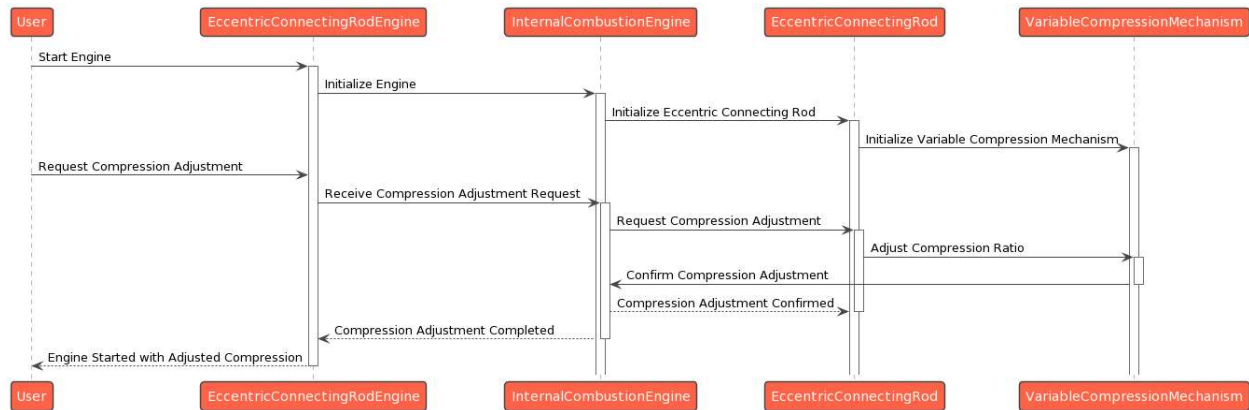 User
EccentricConnectingRodEngine
InternalCombustionEngine
EccentricConnectingRod
VariableCompressionMechanism
Start Engine
Initialize Engine
Initialize Eccentric Connecting Rod
Initialize Variable Compression Mechanism
Request Compression Adjustment
Receive Compression Adjustment Request
Request Compression Adjustment
Adjust Compression Ratio
Confirm Compression Adjustment
Compression Adjustment Confirmed
Compression Adjustment Completed
Engine Started with Adjusted Compression
User
EccentricConnectingRodEngine
InternalCombustionEngine
EccentricConnectingRod
VariableCompressionMechanism